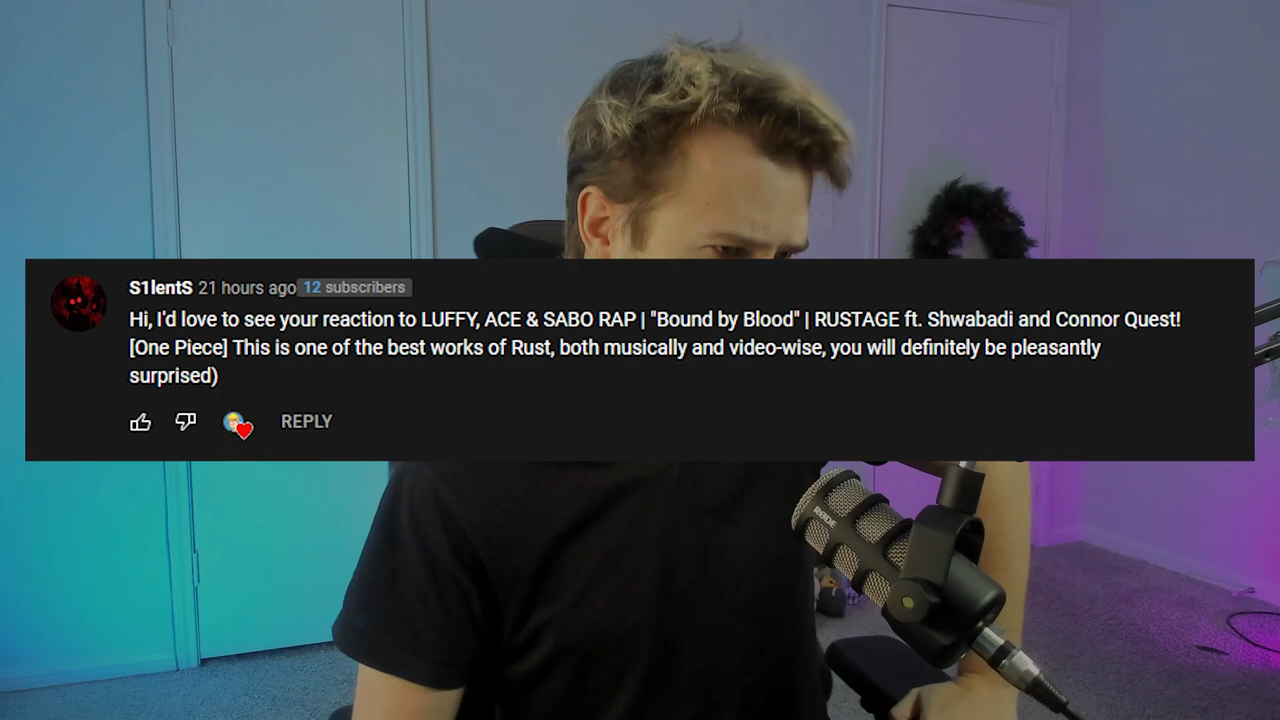 S1lentS 21 hours ago 12 subscribers
Hi, I'd love to see your reaction to LUFFY, ACE & SABO RAP | "Bound by Blood" | RUSTAGE ft. Shwabadi and Connor Quest!
[One Piece] This is one of the best works of Rust, both musically and video-wise, you will definitely be pleasantly
surprised)
REPLY
RØDE